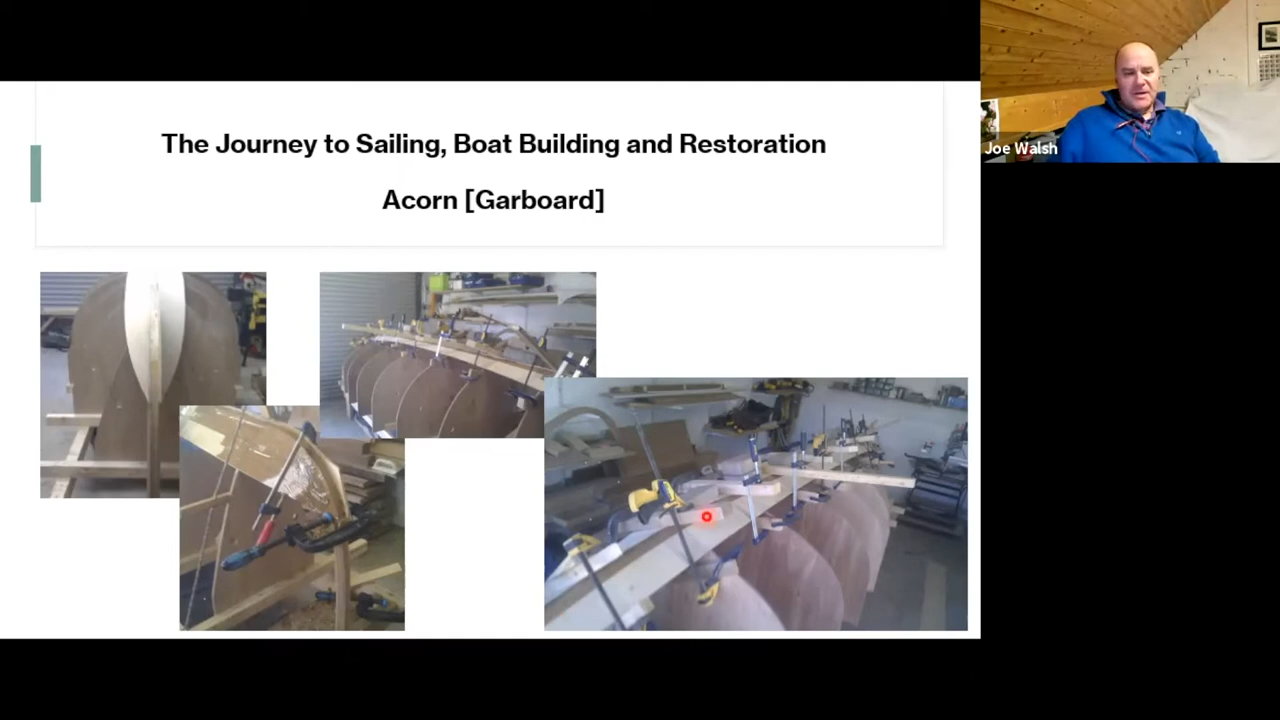 The Journey to Sailing, Boat Building and Restoration
Acorn [Garboard]
Joe Walsh